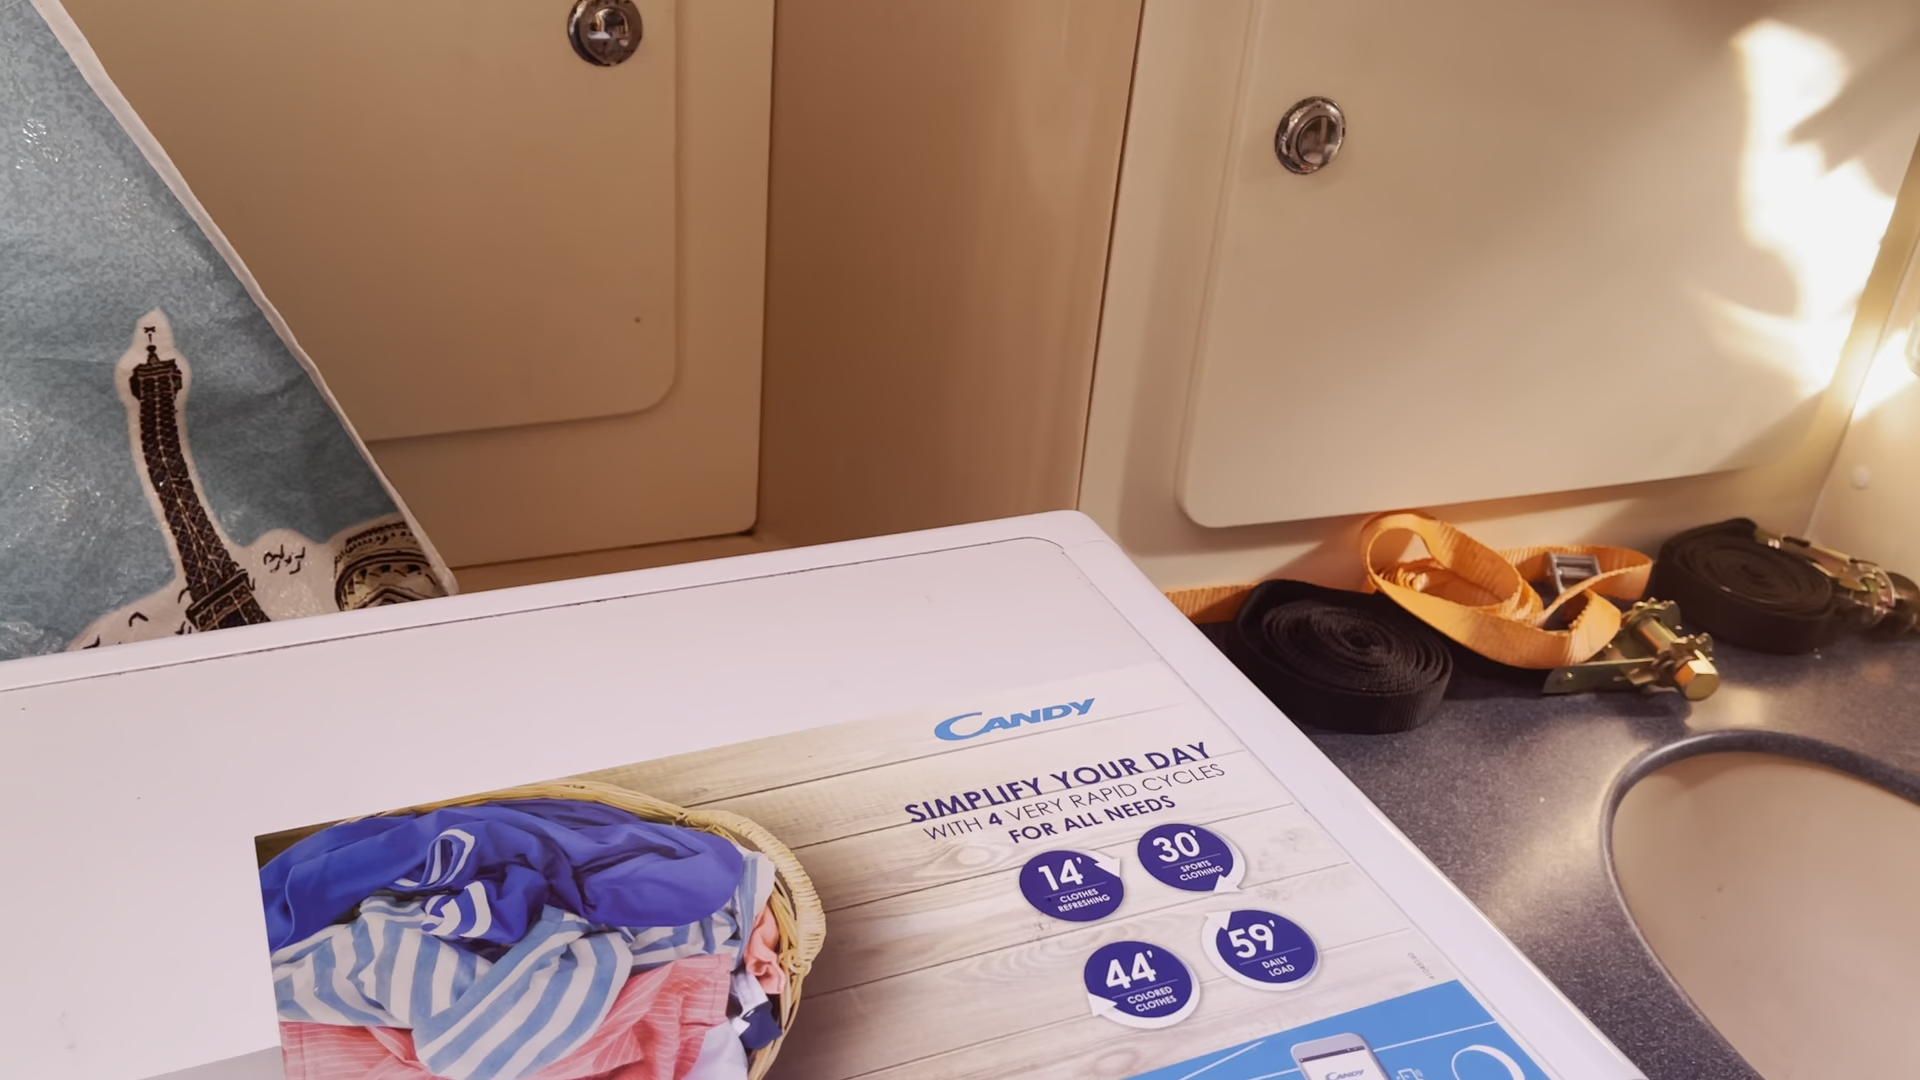 CANDY
SIMPLIFY YOUR DAY
WITH 4 VERY RAPID CYCLES
FOR ALL NEEDS
14'
CLOTHES
REFRESHING
30'
SPORTS
CLOTHING
44'
COLORED
CLOTHES
59'
DAILY
LOAD
CANDY